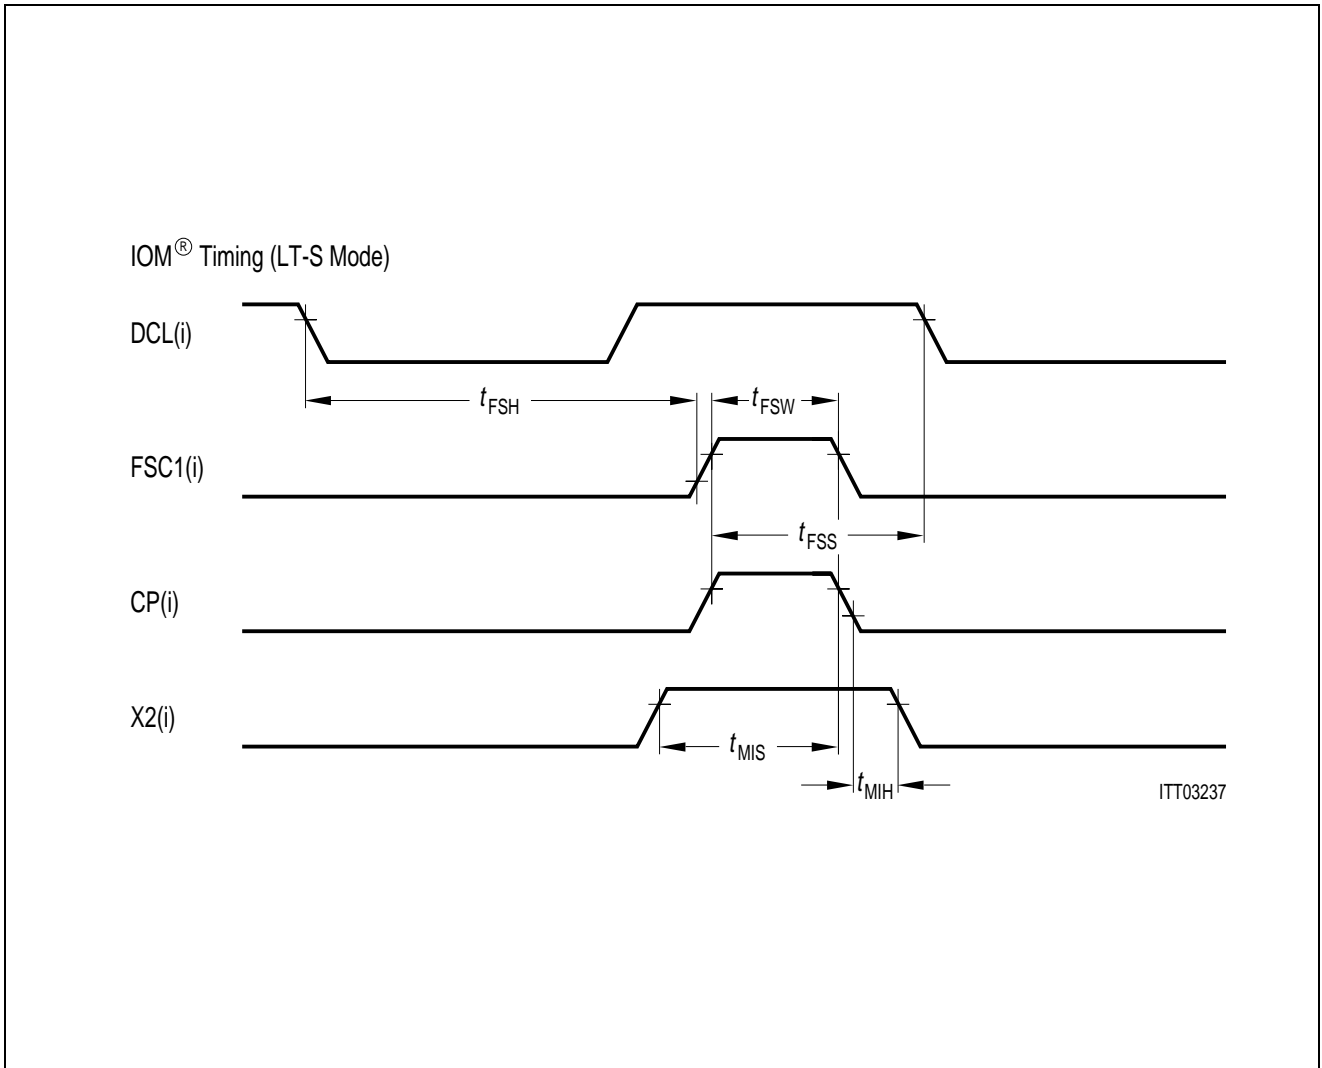 IOM® Timing (LT-S Mode)
DCL(i)
tFSH
tFSW
FSC1(i)
tFSS
CP(i)
X2(i)
tMIS
tMIH
ITT03237